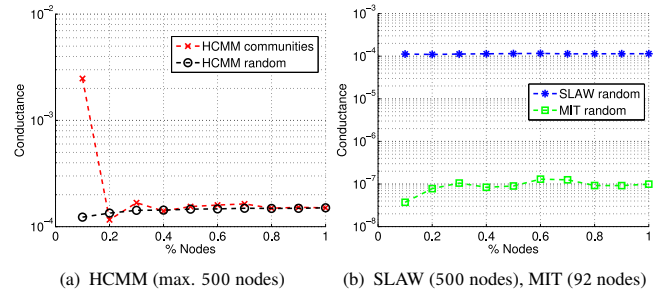 10^-2
HCMM communities
HCMM random
Conductance
10^-3
10^-4
0
0.2
0.4
0.6
0.8
1
% Nodes
(a) HCMM (max. 500 nodes)
10^-3
10^-4
10^-5
SLAW random
MIT random
Conductance
10^-6
10^-7
10^-8
0
0.2
0.4
0.6
0.8
1
% Nodes
(b) SLAW (500 nodes), MIT (92 nodes)